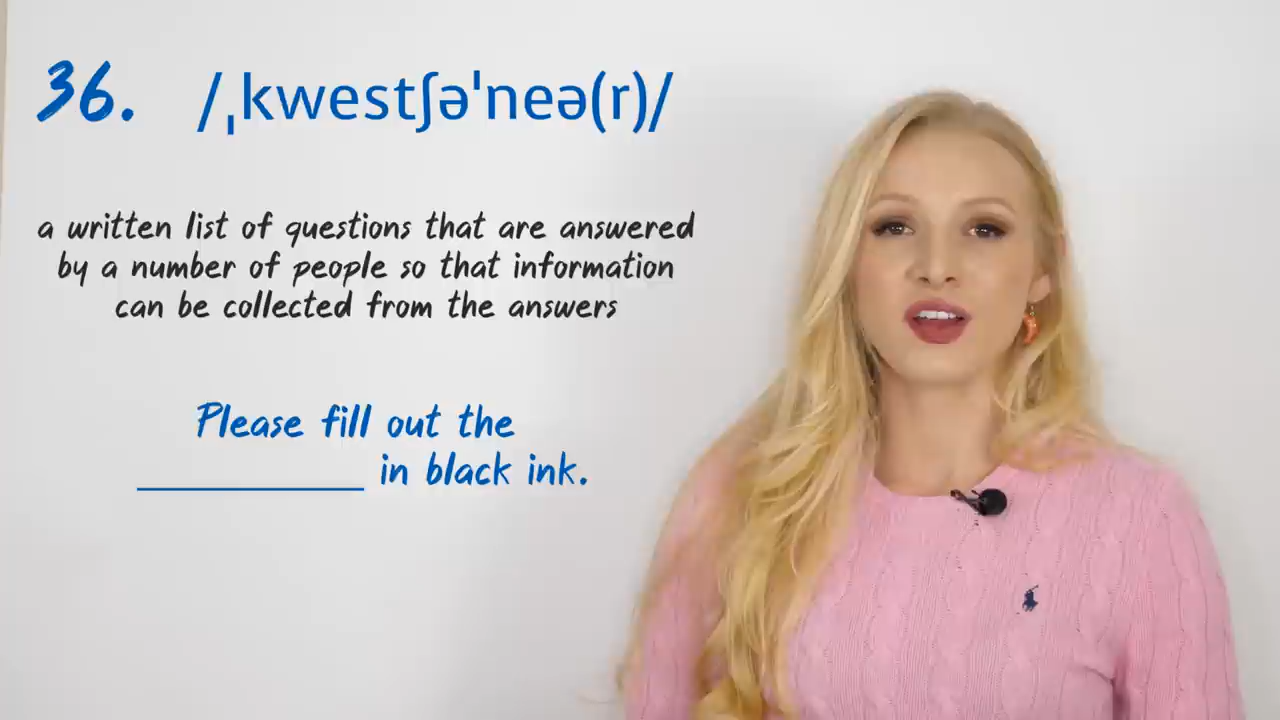 36. /ˌkwestʃəˈneə(r)/
a written list of questions that are answered
by a number of people so that information
can be collected from the answers
Please fill out the
____________ in black ink.